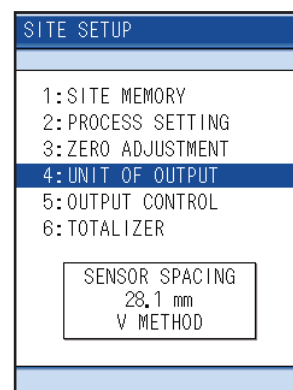 SITE SETUP
1:SITE MEMORY
2:PROCESS SETTING
3:ZERO ADJUSTMENT
4:UNIT OF OUTPUT
5:OUTPUT CONTROL
6:TOTALIZER
SENSOR SPACING
28.1 mm
V METHOD